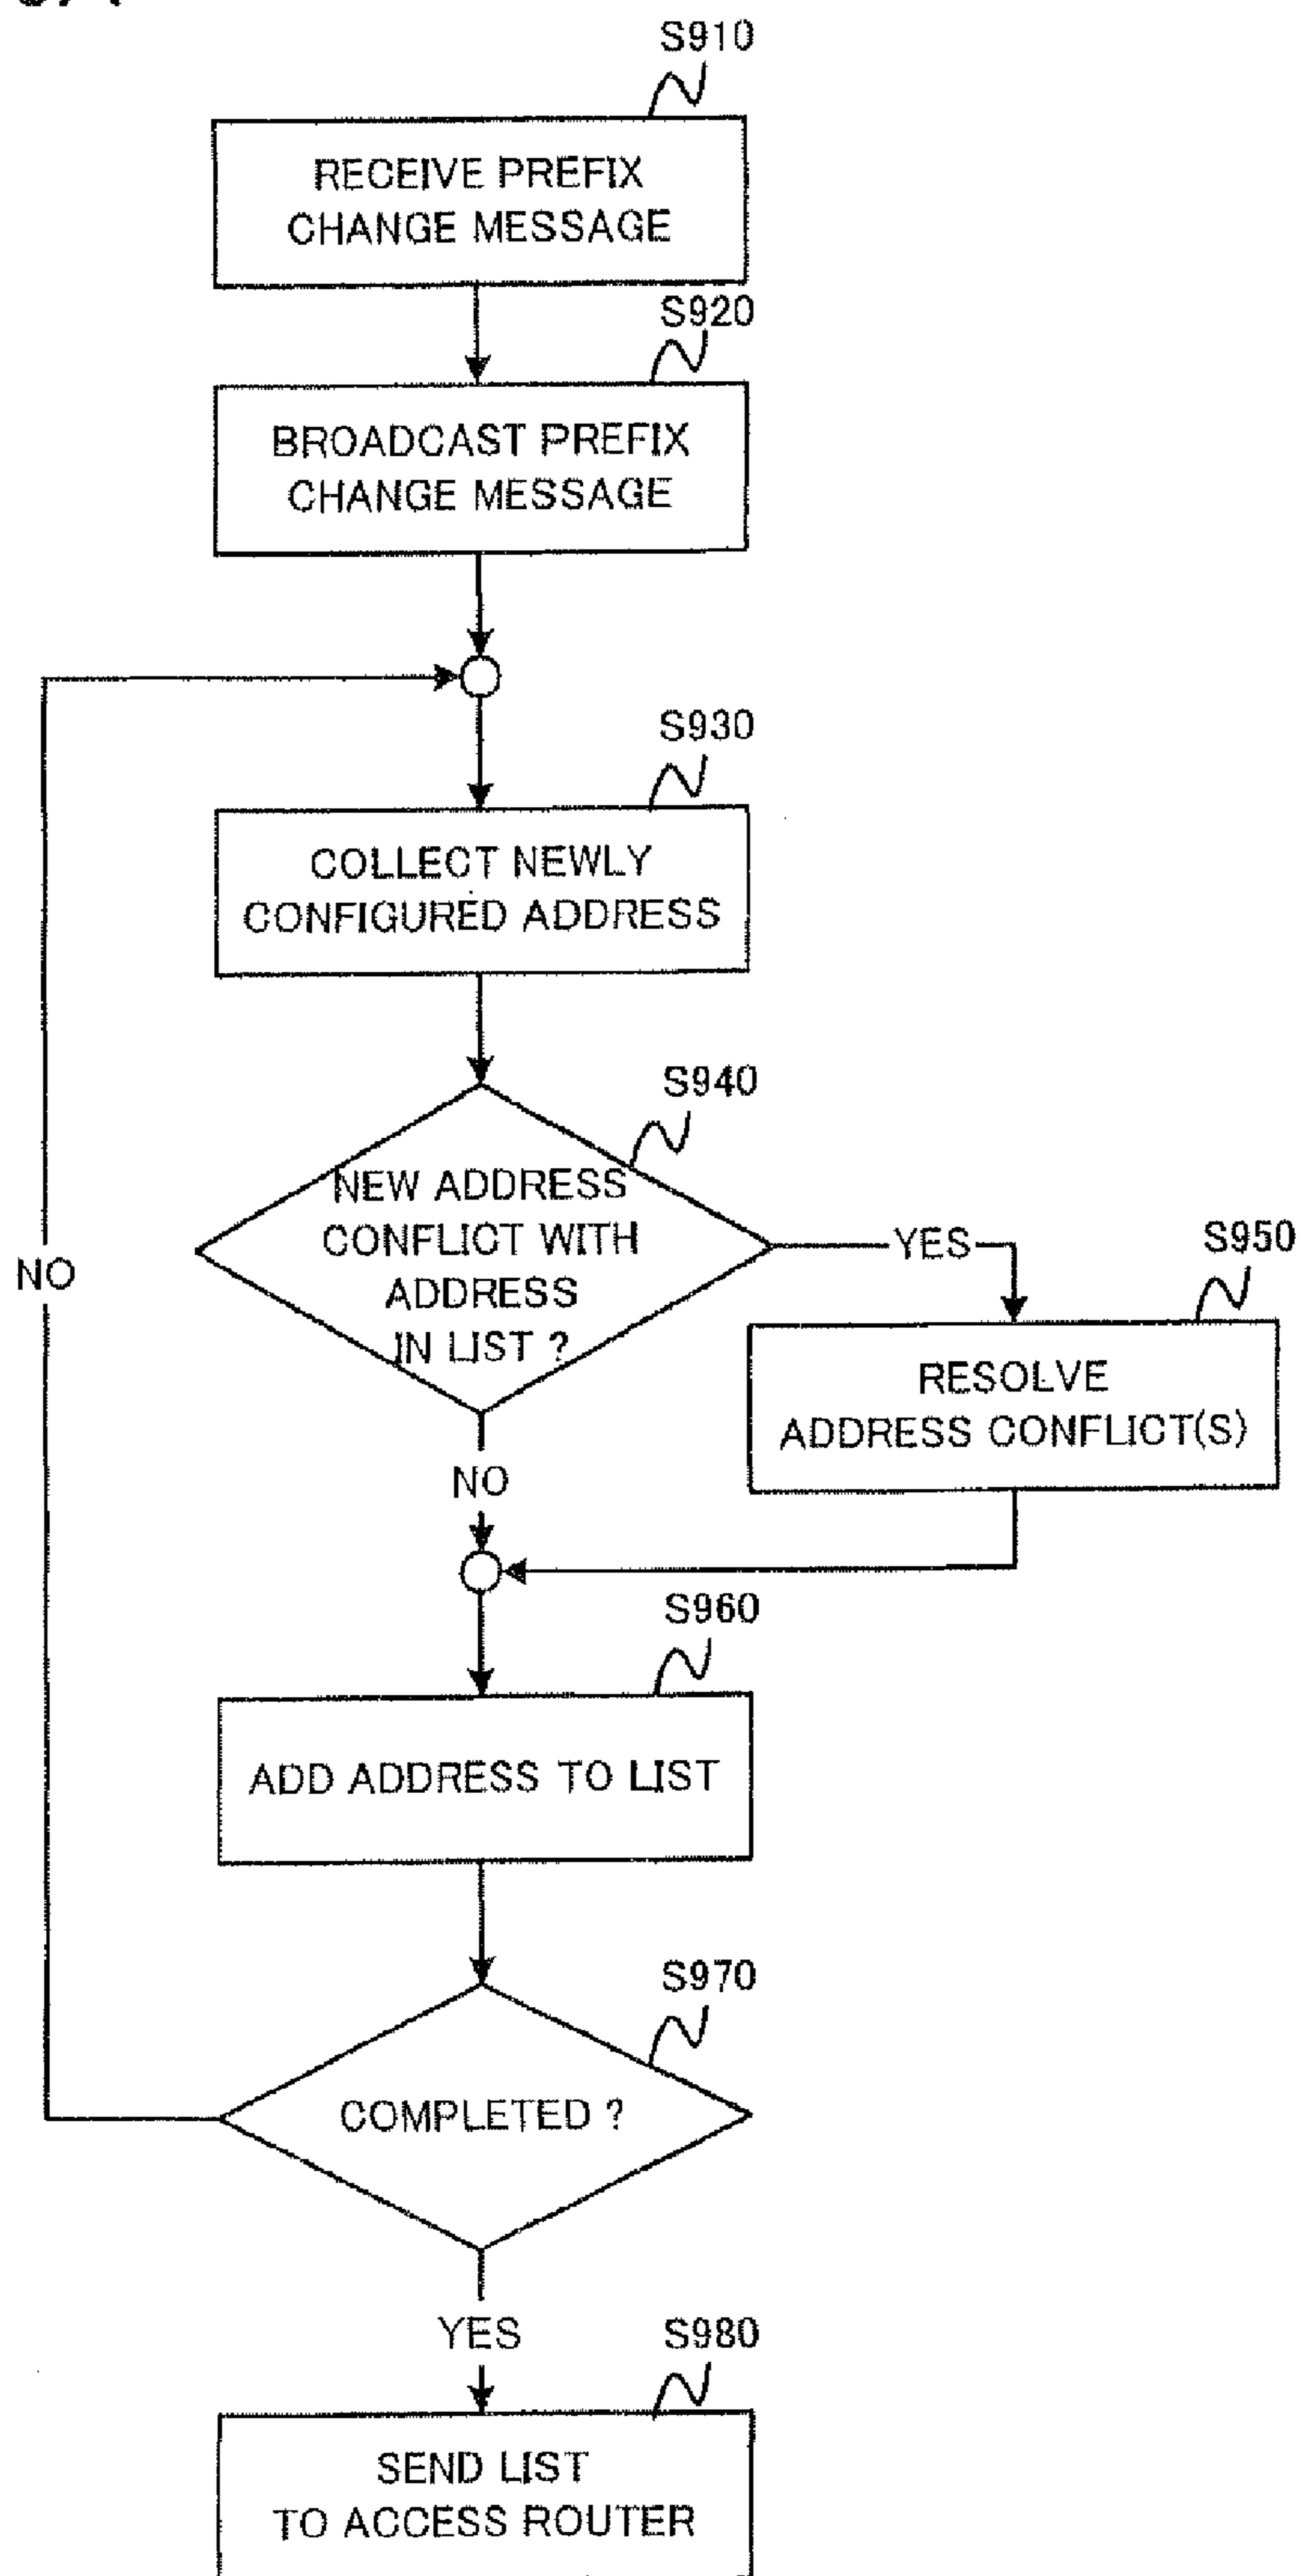 S910
RECEIVE PREFIX
CHANGE MESSAGE
S920
BROADCAST PREFIX
CHANGE MESSAGE
S930
COLLECT NEWLY
CONFIGURED ADDRESS
S940
NEW ADDRESS
CONFLICT WITH
ADDRESS
IN LIST ?
YES
S950
NO
RESOLVE
ADDRESS CONFLICT(S)
NO
S960
ADD ADDRESS TO LIST
S970
COMPLETED ?
YES
S980
SEND LIST
TO ACCESS ROUTER